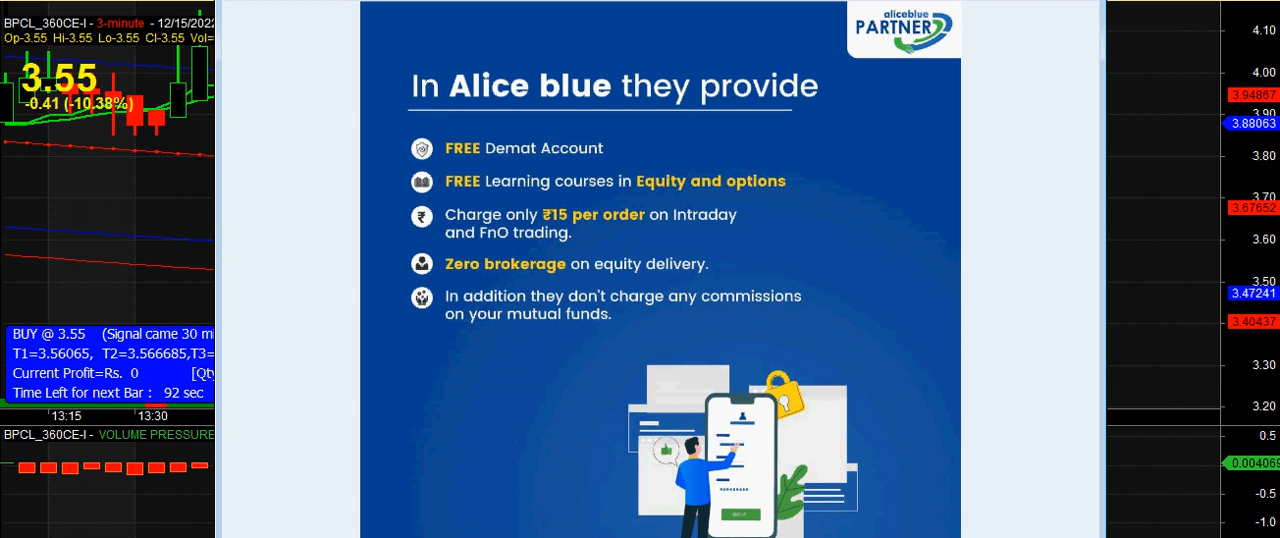 BPCL_360CE-I - 3-minute - 12/15/2022
Op-3.55 Hi-3.55 Lo-3.55 Cl-3.55 Vol=
3.55
-0.41 (-10.38%)
BUY @ 3.55 (Signal came 30
T1=3.56065, T2=3.566685,T3=
Current Profit=Rs. 0
Time Left for next Bar : 92 sec
13:15 13:30
BPCL_360CE-I - VOLUME PRESSURE
aliceblue
PARTNER
In Alice blue they provide
FREE Demat Account
FREE Learning courses in Equity and options
₹
Charge only ₹15 per order on Intraday
and FnO trading.
Zero brokerage on equity delivery.
In addition they don't charge any commissions
on your mutual funds.
4.10
4.00
3.94867
3.90
3.88063
3.80
3.70
3.67652
3.60
3.50
3.47241
3.40437
3.30
3.20
0.5
0.004069
-0.5
-1.0